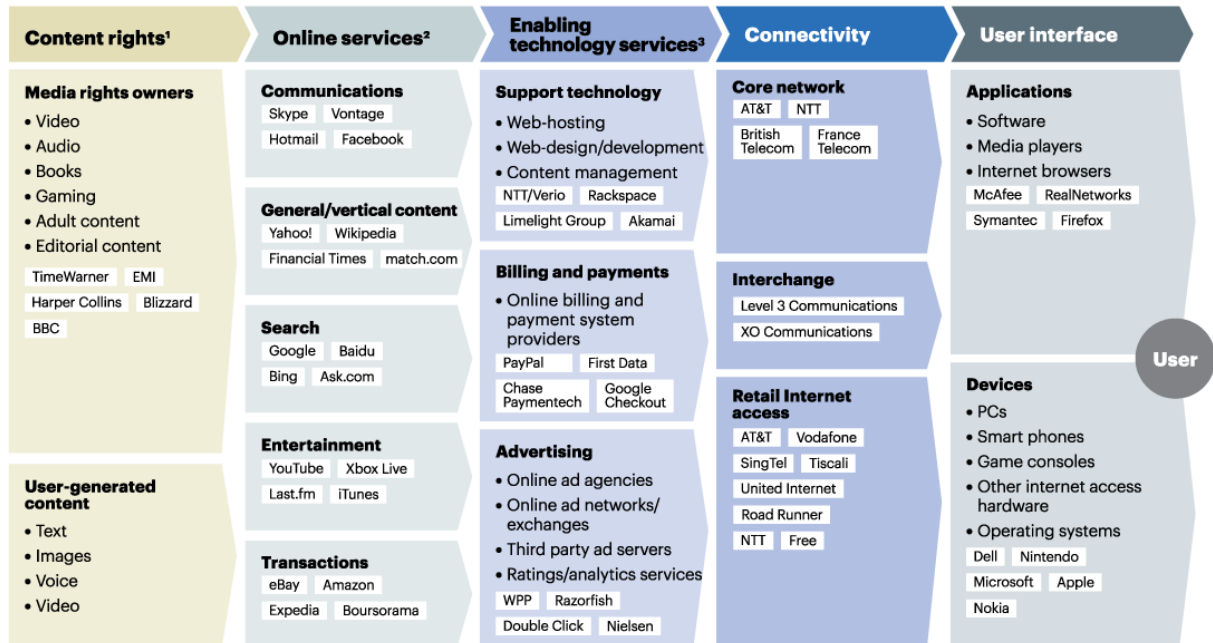 Content rights¹
Online services²
Enabling
technology services³
Connectivity
User interface
Media rights owners
• Video
• Audio
• Books
• Gaming
• Adult content
• Editorial content
TimeWarner EMI
Harper Collins Blizzard
BBC
User-generated
content
• Text
• Images
• Voice
• Video
Communications
Skype Vontage
Hotmail Facebook
General/vertical content
Yahoo! Wikipedia
Financial Times match.com
Search
Google Baidu
Bing Ask.com
Entertainment
YouTube Xbox Live
Last.fm iTunes
Transactions
eBay Amazon
Expedia Boursorama
Support technology
• Web-hosting
• Web-design/development
• Content management
NTT/Verio Rackspace
Limelight Group Akamai
Billing and payments
• Online billing and
payment system
providers
PayPal First Data
Chase
Paymentech
Google
Checkout
Advertising
• Online ad agencies
• Online ad networks/
exchanges
• Third party ad servers
• Ratings/analytics services
WPP Razorfish
Double Click Nielsen
Core network
AT&T NTT
British
Telecom
France
Telecom
Interchange
Level 3 Communications
XO Communications
Retail Internet
access
AT&T Vodafone
SingTel Tiscali
United Internet
Road Runner
NTT Free
Applications
• Software
• Media players
• Internet browsers
McAfee RealNetworks
Symantec Firefox
User
Devices
• PCs
• Smart phones
• Game consoles
• Other internet access
hardware
• Operating systems
Dell Nintendo
Microsoft Apple
Nokia